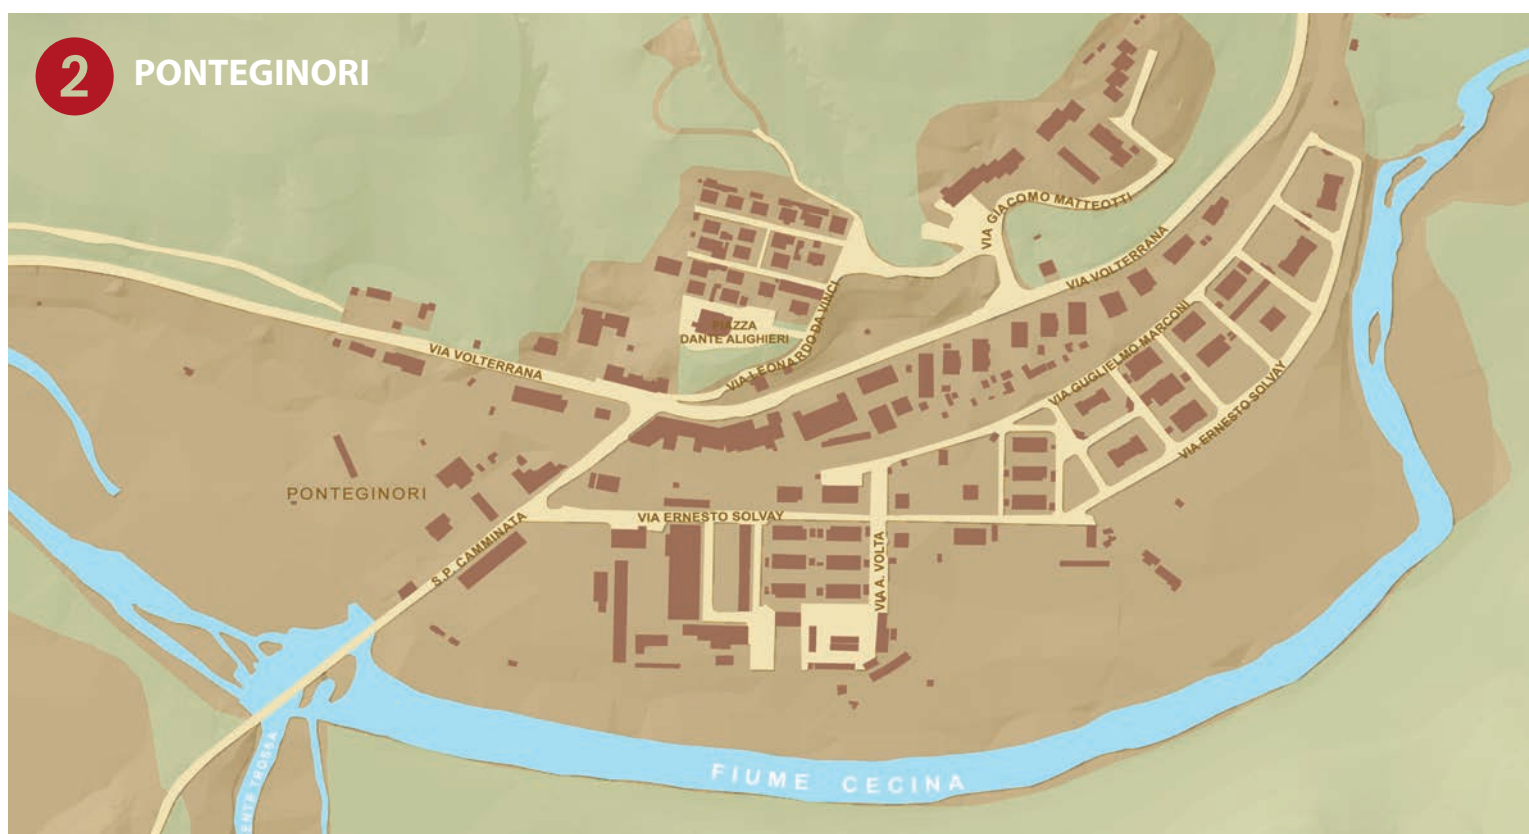 2 PONTEGINORI
VIA GIACOMO MATTEOTTI
VIA VOLTERRANA
VIA LEONARDO DA VINCI
PIAZZA
DANTE ALIGHIERI
VIA VOLTERRANA
VIA GUGLIELMO MARCONI
VIA ERNESTO SOLVAY
PONTEGINORI
VIA ERNESTO SOLVAY
S.P. CAMMINATA
VIA A. VOLTA
TROSSA
FIUME CECINA